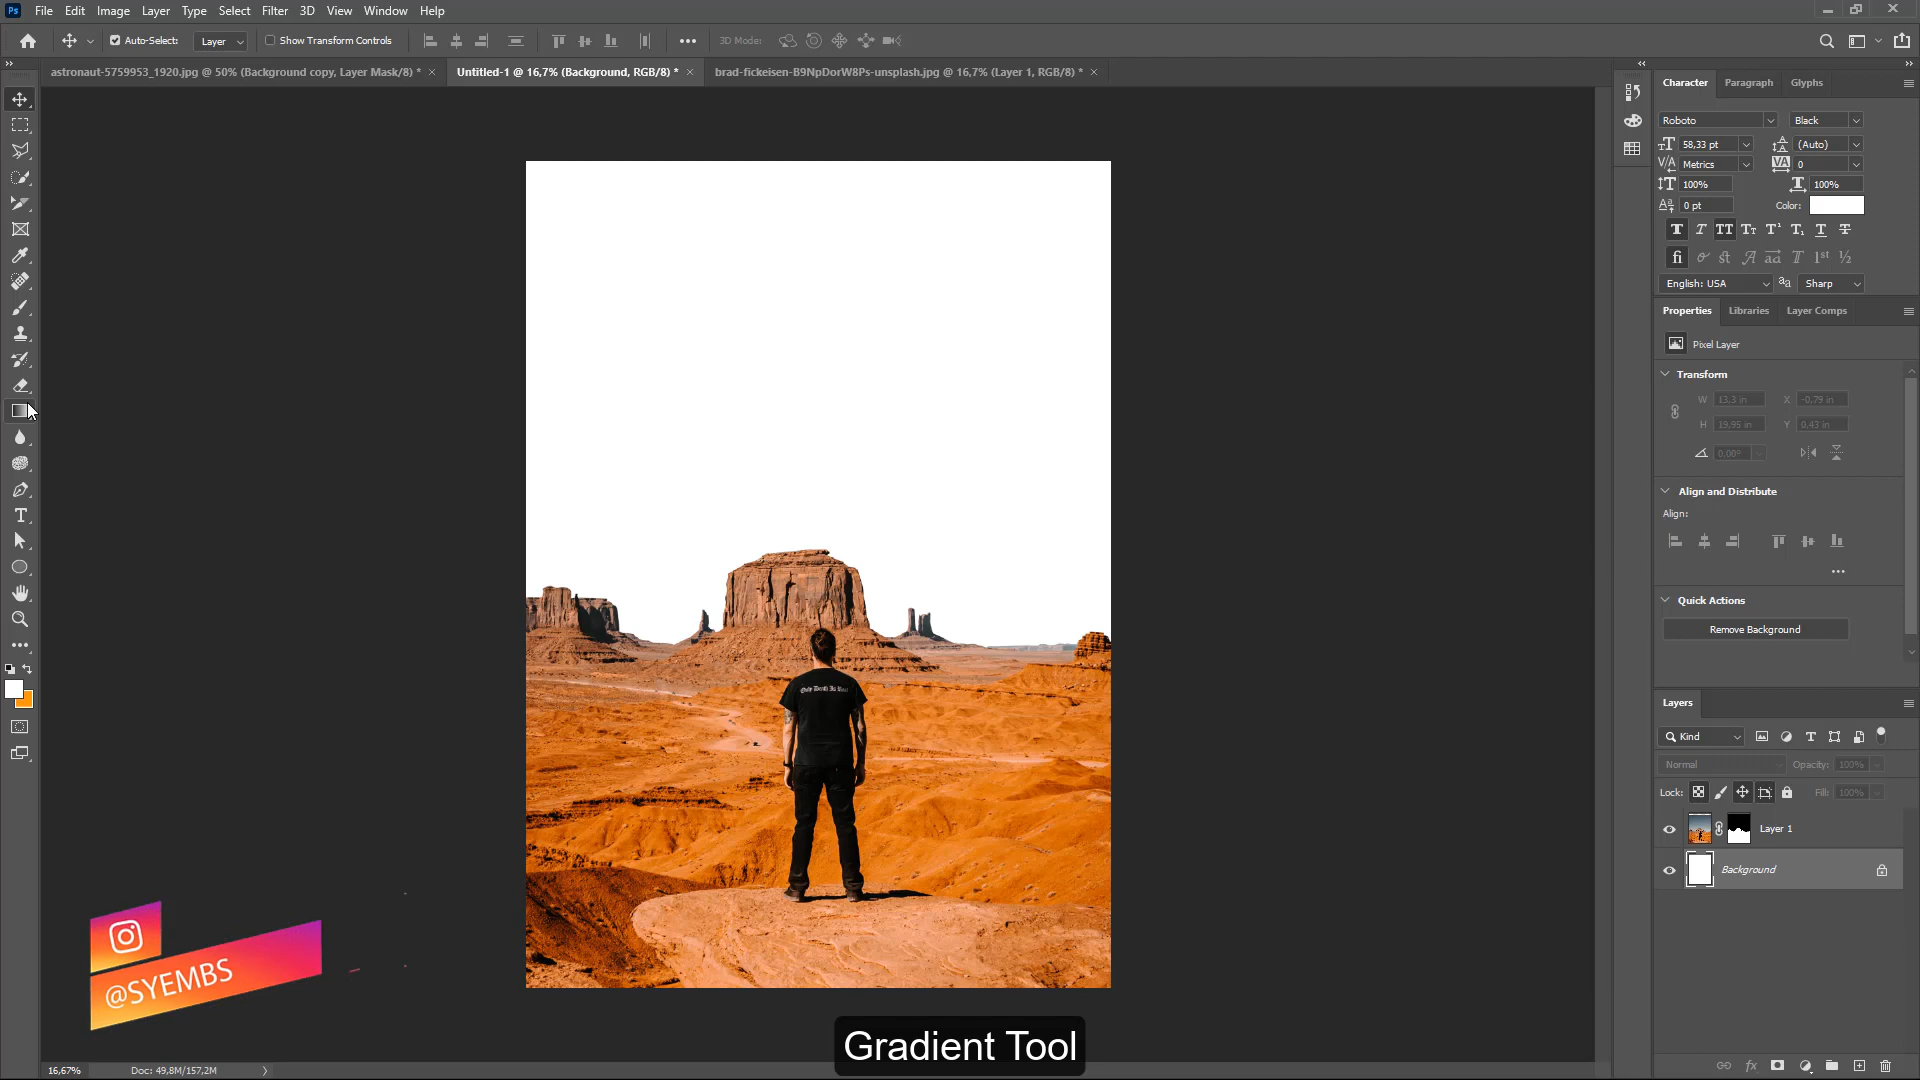 Ps File Edit Image Layer Type Select Filter 3D View Window Help
Auto-Select: Layer Show Transform Controls 3D Mode:
astronaut-5759953_1920.jpg @ 50% (Background copy, Layer Mask/8) * Untitled-1 @ 16,7% (Background, RGB/8) * brad-fickeisen-B9NpDorW8Ps-unsplash.jpg @ 16,7% (Layer 1, RGB/8) *
Character Paragraph Glyphs
Roboto Black
58,33 pt (Auto)
Metrics 0
100% 100%
0 pt Color:
English: USA Sharp
Properties Libraries Layer Comps
Pixel Layer
Transform
W 13,3 in X -0,79 in
H 19,95 in Y 0,43 in
0,00°
Align and Distribute
Align:
Quick Actions
Remove Background
Layers
Kind
Normal Opacity: 100%
Lock: Fill: 100%
Layer 1
Background
Only Death Is Real
@SYEMBS
Gradient Tool
16,67% Doc: 49,8M/157,2M